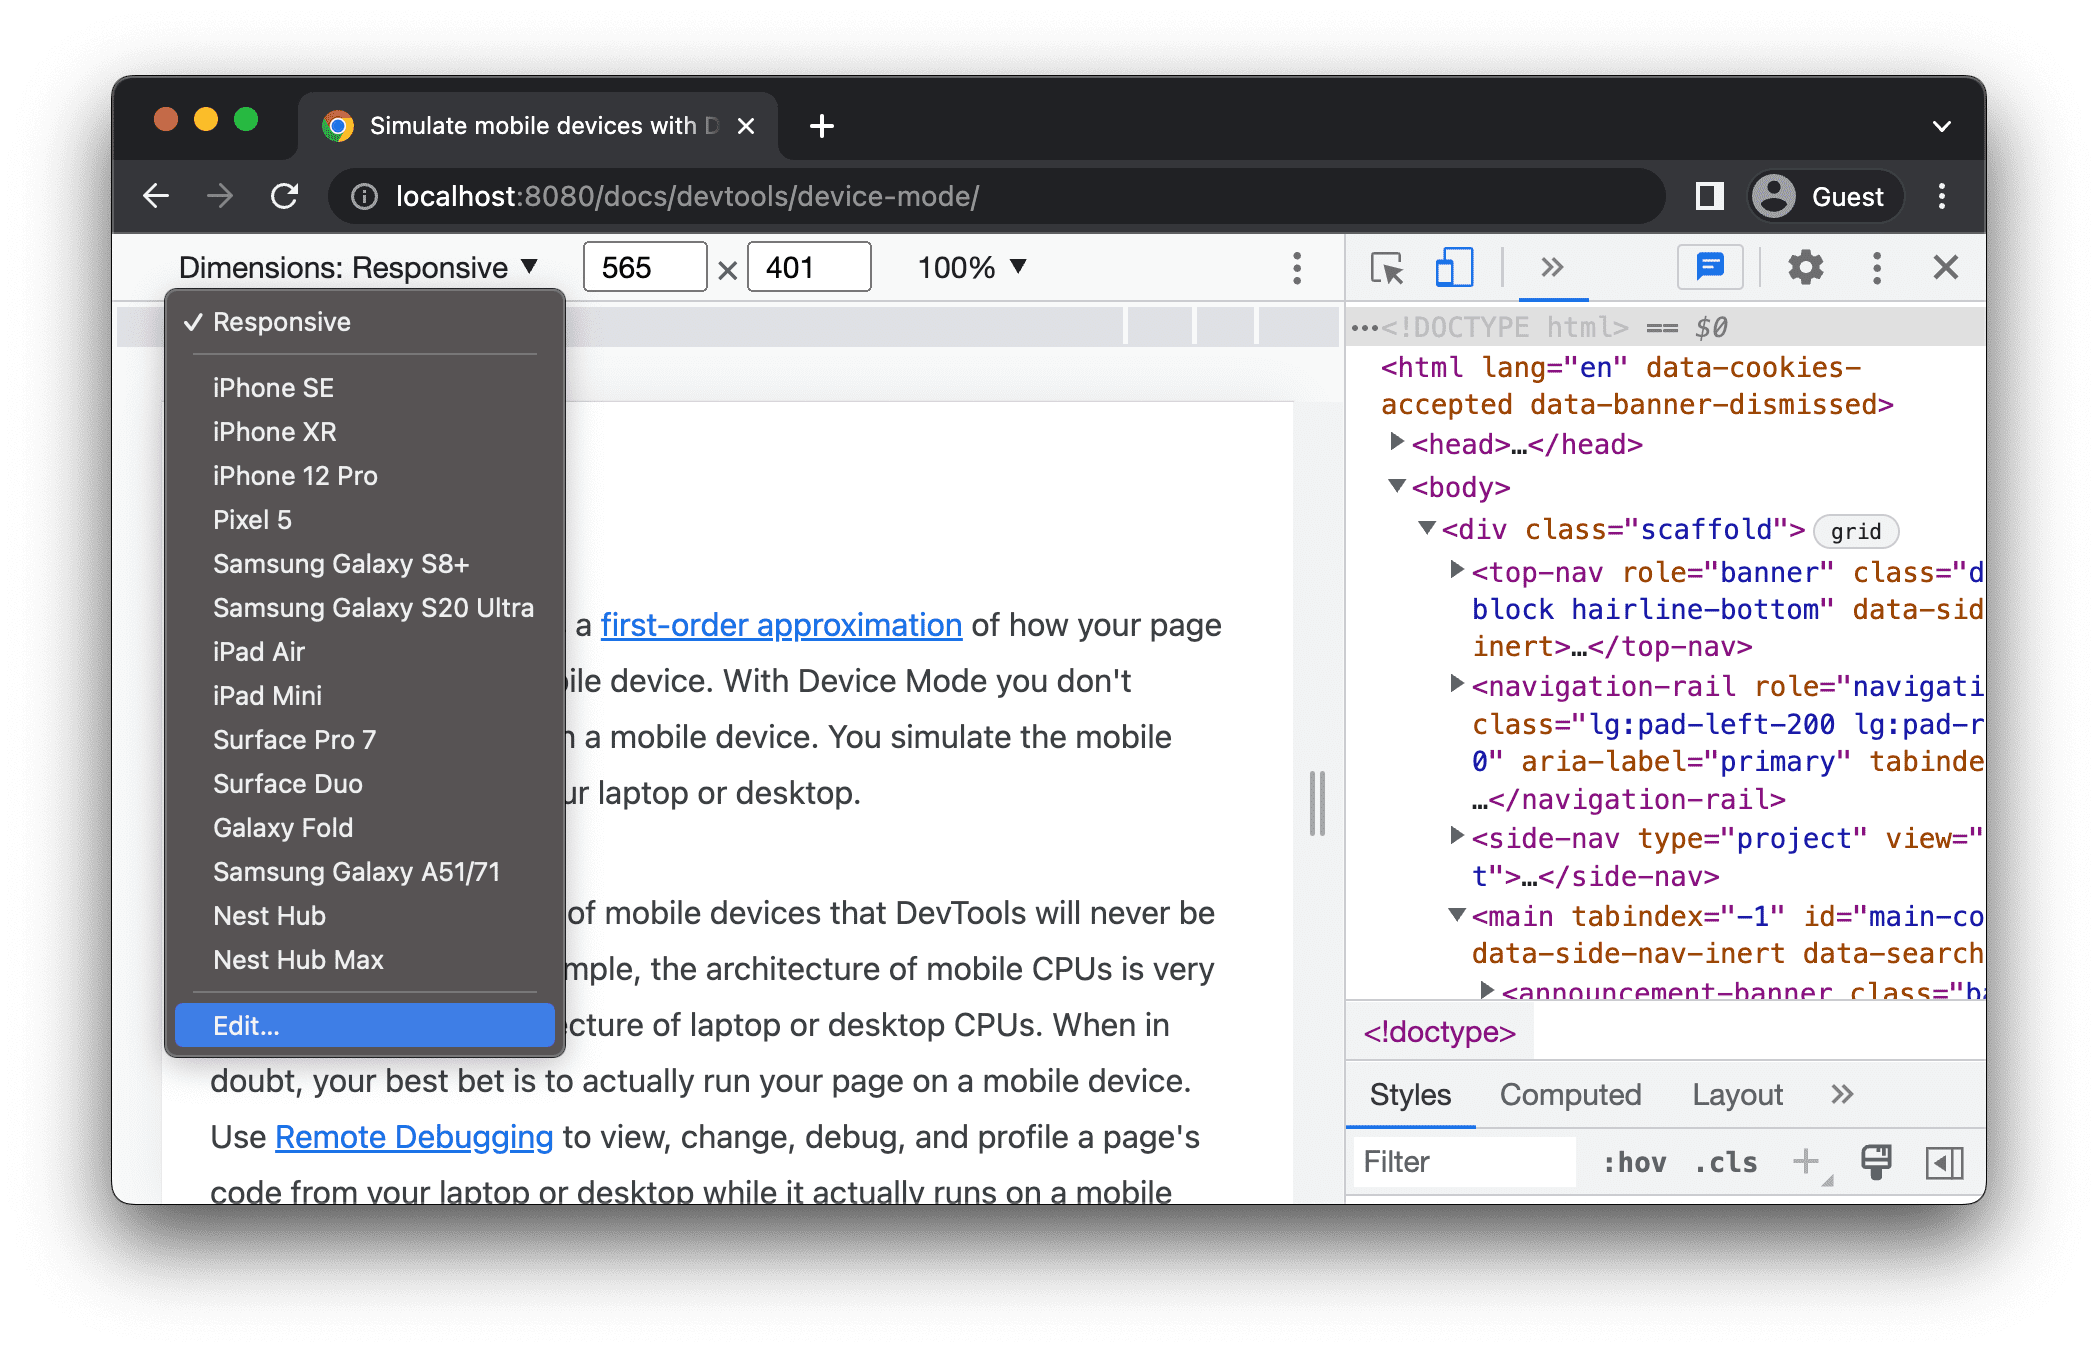 Simulate mobile devices with D
localhost:8080/docs/devtools/device-mode/
Guest
Dimensions: Responsive ▼ 565 × 401 100% ▼
✓ Responsive
iPhone SE
iPhone XR
iPhone 12 Pro
Pixel 5
Samsung Galaxy S8+
Samsung Galaxy S20 Ultra
iPad Air
iPad Mini
Surface Pro 7
Surface Duo
Galaxy Fold
Samsung Galaxy A51/71
Nest Hub
Nest Hub Max
Edit...
a first-order approximation of how your page
ile device. With Device Mode you don't
a mobile device. You simulate the mobile
ur laptop or desktop.
of mobile devices that DevTools will never be
mple, the architecture of mobile CPUs is very
cture of laptop or desktop CPUs. When in
doubt, your best bet is to actually run your page on a mobile device.
Use Remote Debugging to view, change, debug, and profile a page's
code from your laptop or desktop while it actually runs on a mobile
•••<!DOCTYPE html> == $0
<html lang="en" data-cookies-
accepted data-banner-dismissed>
<head>…</head>
<body>
<div class="scaffold"> grid
<top-nav role="banner" class="d
block hairline-bottom" data-sid
inert>…</top-nav>
<navigation-rail role="navigati
class="lg:pad-left-200 lg:pad-r
0" aria-label="primary" tabinde
…</navigation-rail>
<side-nav type="project" view="
t">…</side-nav>
<main tabindex="-1" id="main-co
data-side-nav-inert data-search
<announcement-banner class="ba
<!doctype>
Styles Computed Layout
Filter :hov .cls